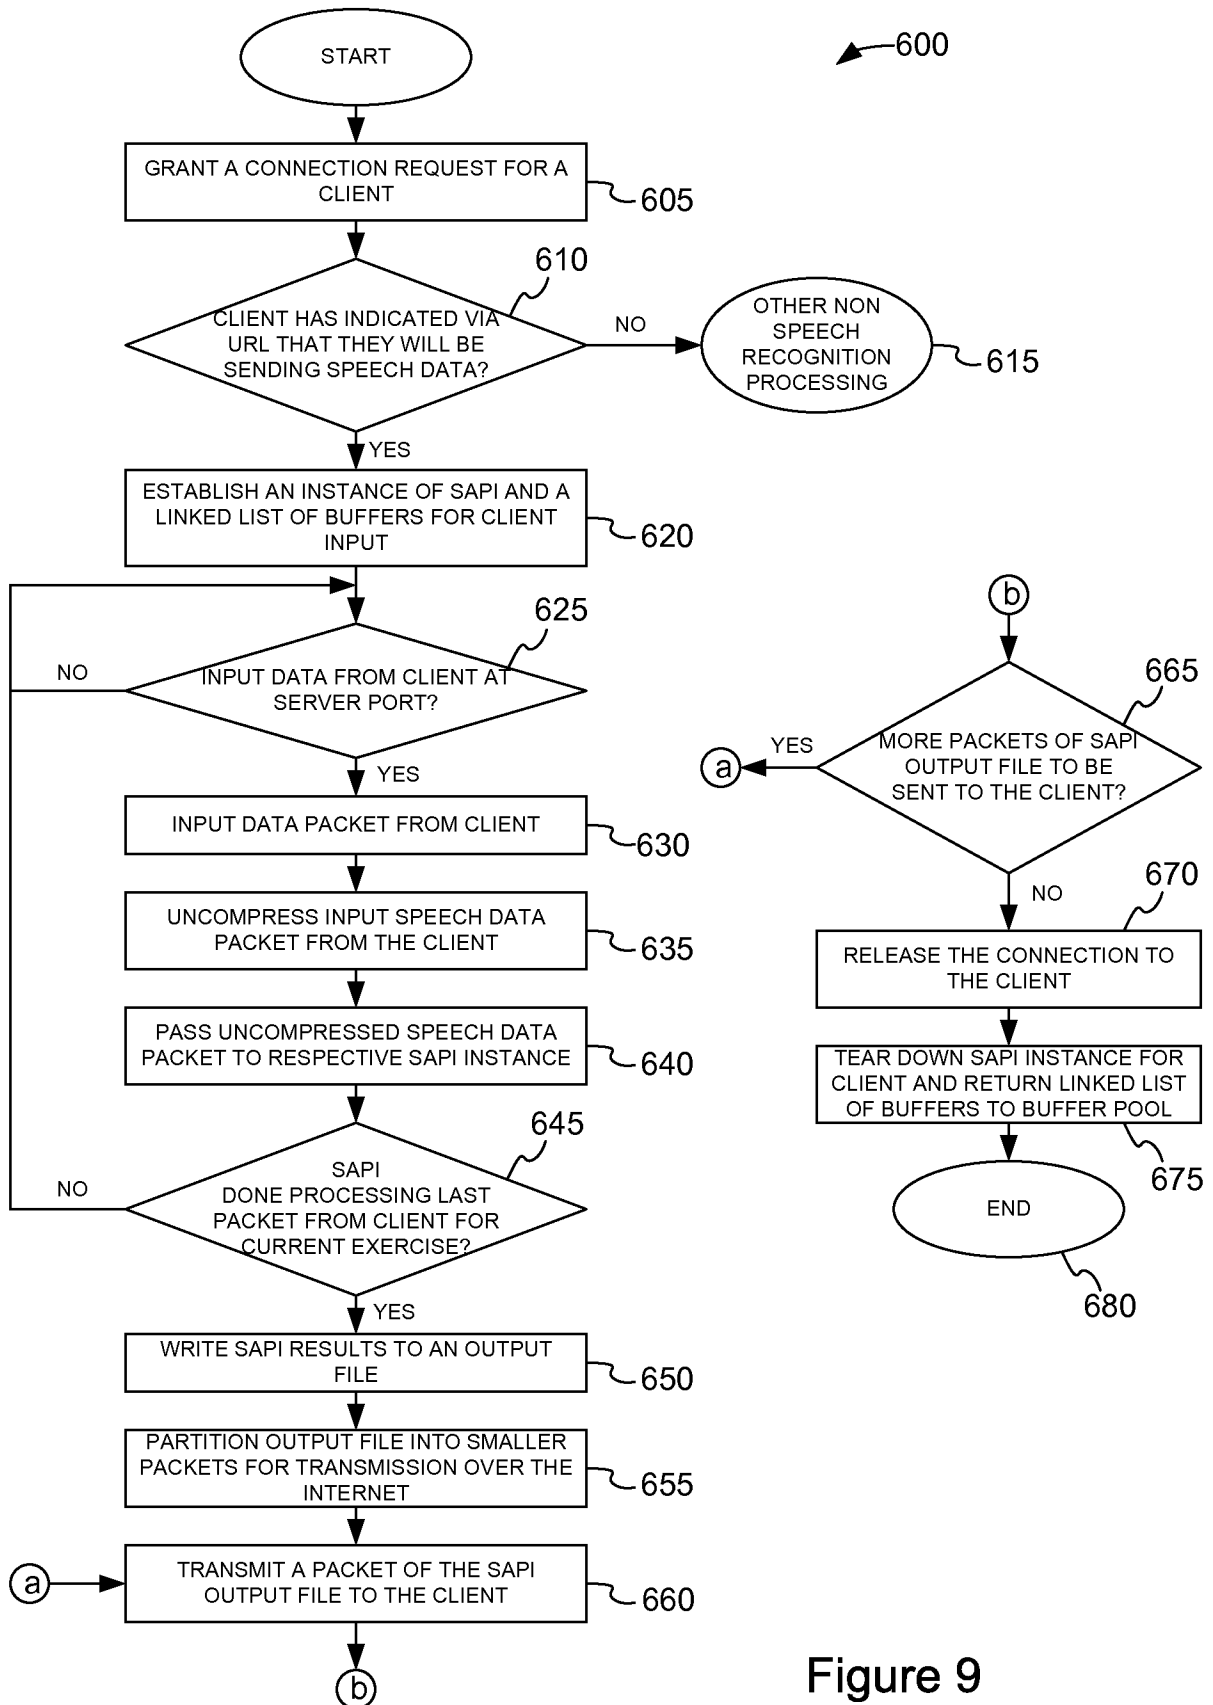 START
600
GRANT A CONNECTION REQUEST FOR A
CLIENT
605
610
CLIENT HAS INDICATED VIA
URL THAT THEY WILL BE
SENDING SPEECH DATA?
NO
OTHER NON
SPEECH
RECOGNITION
PROCESSING
615
YES
ESTABLISH AN INSTANCE OF SAPI AND A
LINKED LIST OF BUFFERS FOR CLIENT
INPUT
620
625
INPUT DATA FROM CLIENT AT
SERVER PORT?
NO
YES
INPUT DATA PACKET FROM CLIENT
630
UNCOMPRESS INPUT SPEECH DATA
PACKET FROM THE CLIENT
635
PASS UNCOMPRESSED SPEECH DATA
PACKET TO RESPECTIVE SAPI INSTANCE
640
645
SAPI
DONE PROCESSING LAST
PACKET FROM CLIENT FOR
CURRENT EXERCISE?
NO
YES
WRITE SAPI RESULTS TO AN OUTPUT
FILE
650
PARTITION OUTPUT FILE INTO SMALLER
PACKETS FOR TRANSMISSION OVER THE
INTERNET
655
a
TRANSMIT A PACKET OF THE SAPI
OUTPUT FILE TO THE CLIENT
660
b
b
665
MORE PACKETS OF SAPI
OUTPUT FILE TO BE
SENT TO THE CLIENT?
YES
a
NO
670
RELEASE THE CONNECTION TO
THE CLIENT
TEAR DOWN SAPI INSTANCE FOR
CLIENT AND RETURN LINKED LIST
OF BUFFERS TO BUFFER POOL
675
END
680
Figure 9